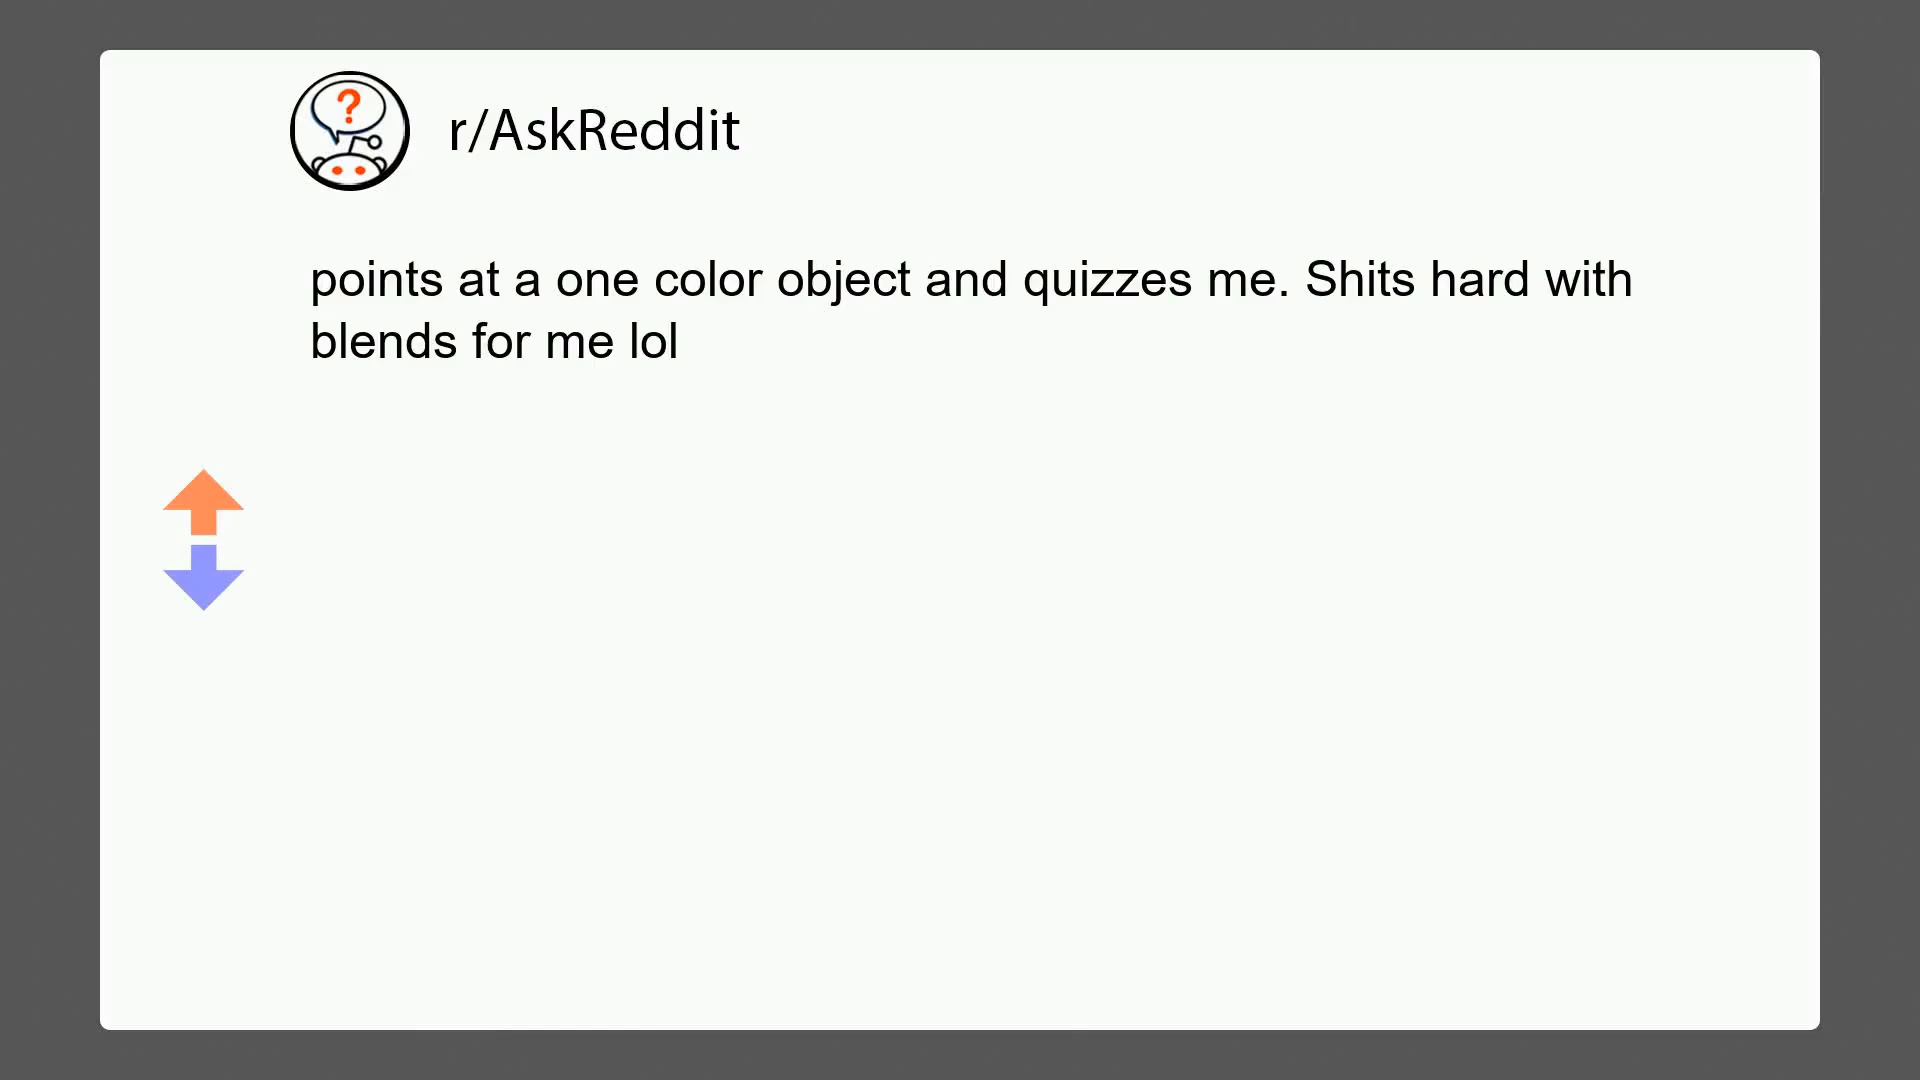 ?
r/AskReddit
points at a one color object and quizzes me. Shits hard with
blends for me lol